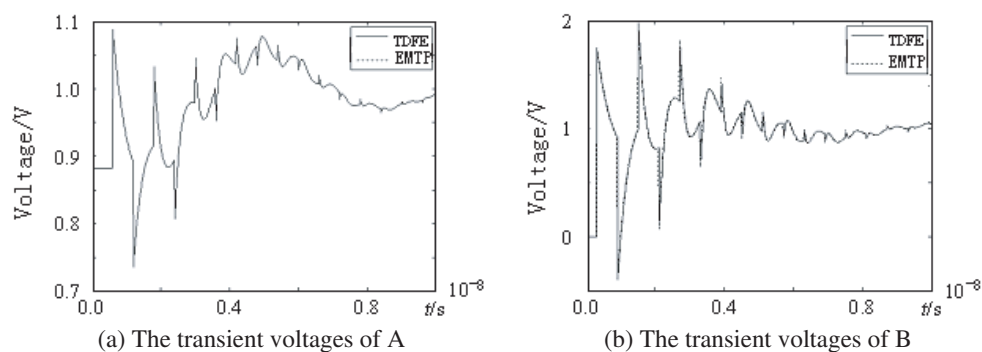 1.1
1.0
0.9
0.8
0.7
Voltage/V
TDFE
EMTP
0.0
0.4
0.8
t/s
10⁻⁸
(a) The transient voltages of A
2
1
0
Voltage/V
TDFE
EMTP
0.0
0.4
0.8
t/s
10⁻⁸
(b) The transient voltages of B